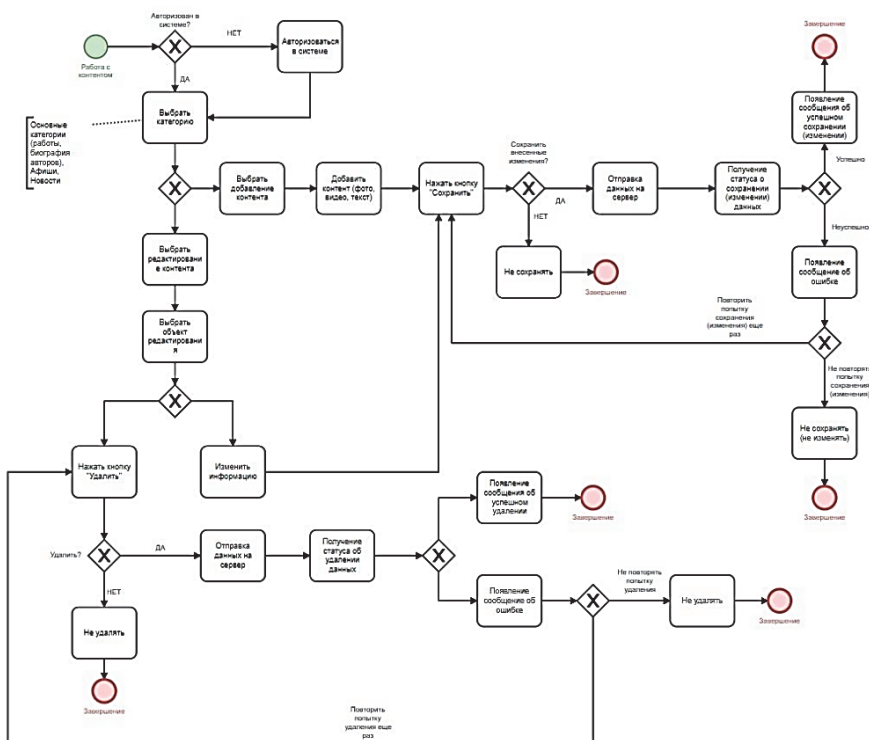 Авторизован в
системе?
НЕТ
Авторизоваться
в системе
Работа с
контентом
ДА
Выбрать
категорию
Основные
категории
(работы,
биография
авторов),
Афиши,
Новости
Выбрать
добавление
контента
Добавить
контент (фото,
видео, текст)
Нажать кнопку
"Сохранить"
Сохранить
внесенные
изменения?
ДА
НЕТ
Не сохранять
Завершение
Отправка
данных на
сервер
Получение
статуса о
сохранении
(изменении)
данных
Успешно
Появление
сообщения об
успешном
сохранении
(изменении)
Завершение
Неуспешно
Появление
сообщение об
ошибке
Повторить
попытку
сохранения
(изменения) еще
раз
Не повторять
попытку
сохранения
(изменения)
Не сохранять
(не изменять)
Завершение
Выбрать
редактировани
е контента
Выбрать
объект
редактировани
я
Нажать кнопку
"Удалить"
Изменить
информацию
Удалить?
ДА
НЕТ
Не удалять
Завершение
Отправка
данных на
сервер
Получение
статуса об
удалении
данных
Появление
сообщения об
успешном
удалении
Завершение
Появление
сообщение об
ошибке
Не повторять
попытку
удаления
Не удалять
Завершение
Повторить
попытку
удаления еще
раз